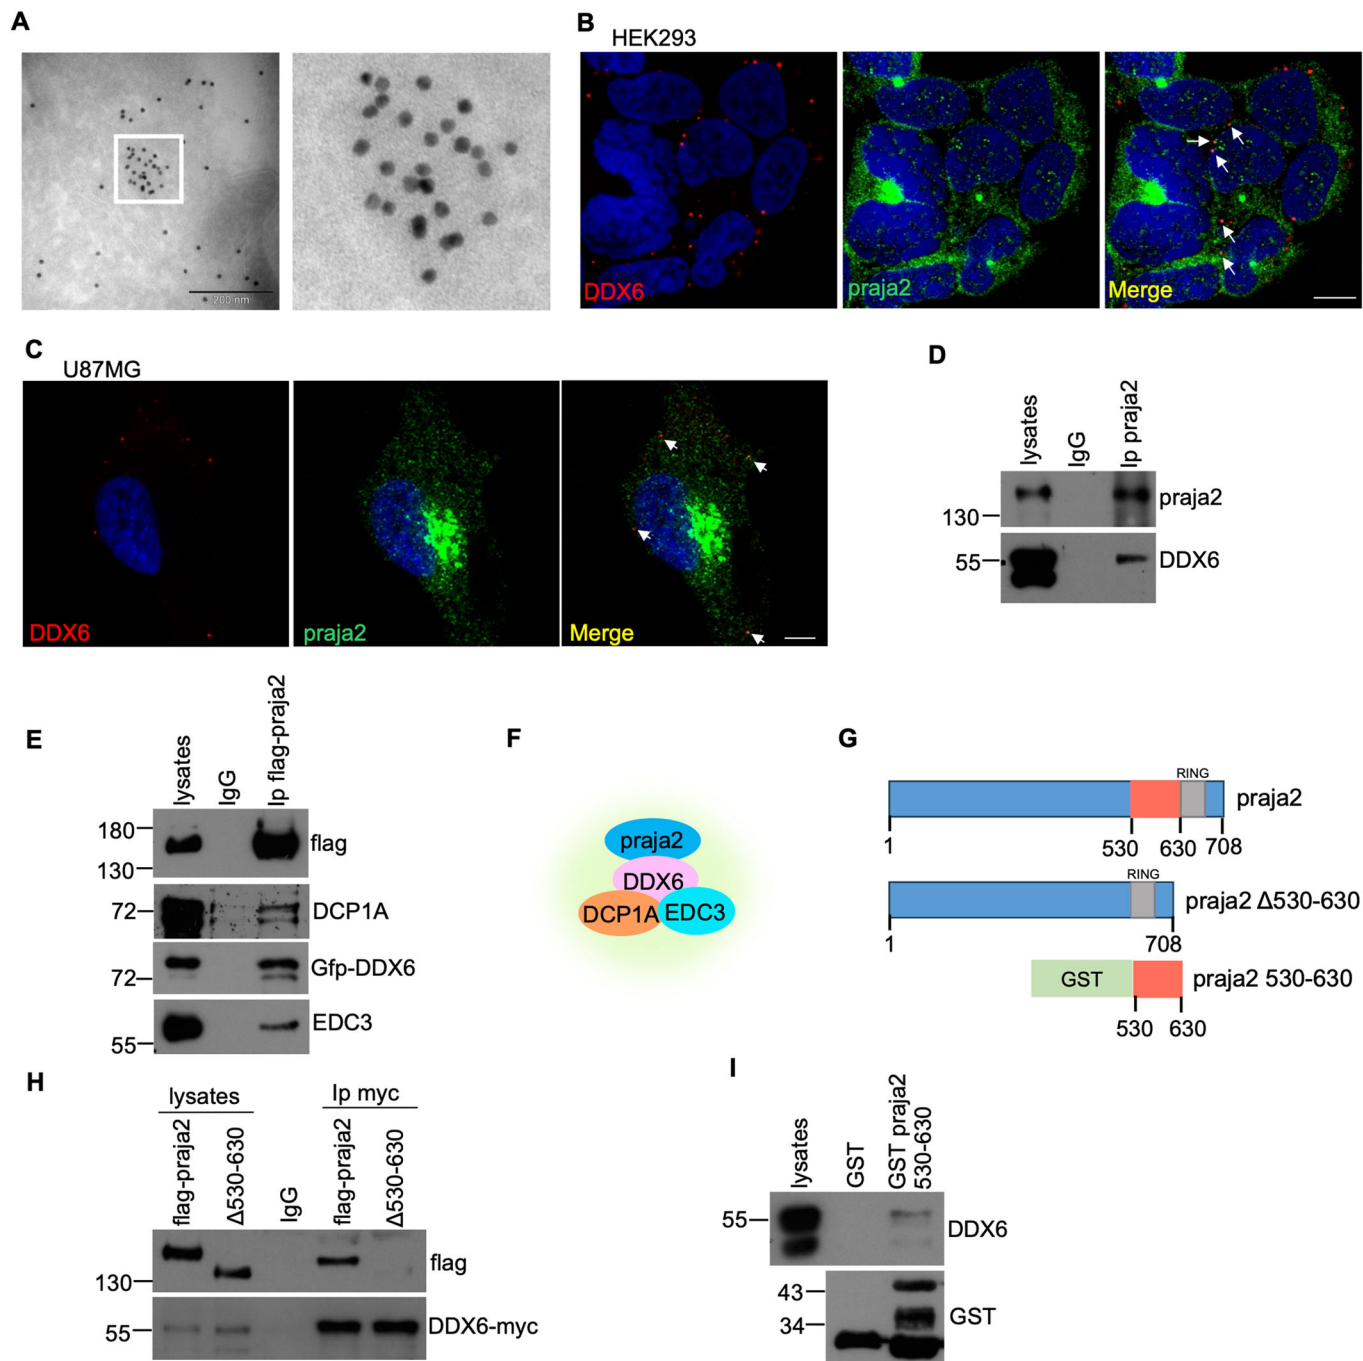 A
200 nm
B
HEK293
DDX6
praja2
Merge
C
U87MG
DDX6
praja2
Merge
D
lysates
IgG
Ip praja2
130
praja2
55
DDX6
E
lysates
IgG
Ip flag-praja2
180
130
flag
72
DCP1A
72
Gfp-DDX6
55
EDC3
F
praja2
DDX6
DCP1A EDC3
G
RING
praja2
1 530 630 708
RING
praja2 Δ530-630
1 708
GST
praja2 530-630
530 630
H
lysates Ip myc
flag-praja2
Δ530-630
IgG
flag-praja2
Δ530-630
130
flag
55
DDX6-myc
I
lysates
GST
GST praja2
530-630
55
DDX6
43
34
GST